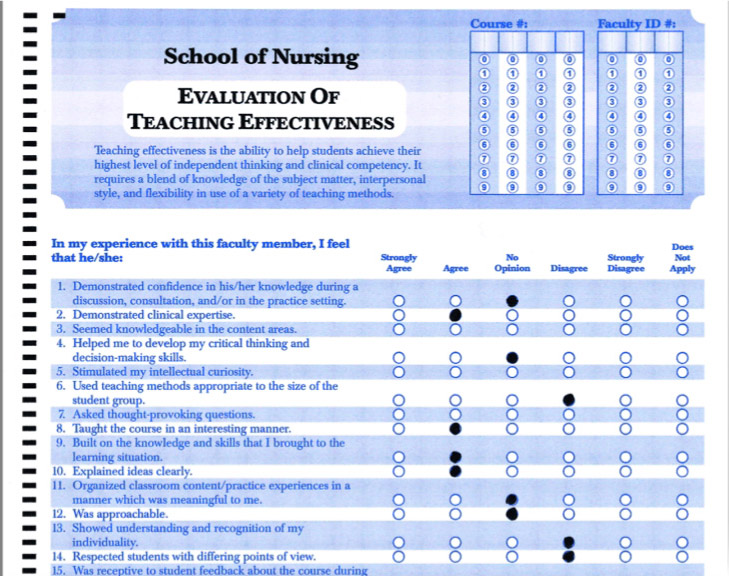 Course #:
Faculty ID #:
School of Nursing
EVALUATION OF
TEACHING EFFECTIVENESS
Teaching effectiveness is the ability to help students achieve their
highest level of independent thinking and clinical competency. It
requires a blend of knowledge of the subject matter, interpersonal
style, and flexibility in use of a variety of teaching methods.
0 0 0 0 0 0 0
1 1 1 1 1 1 1
2 2 2 2 2 2 2
3 3 3 3 3 3 3
4 4 4 4 4 4 4
5 5 5 5 5 5 5
6 6 6 6 6 6 6
7 7 7 7 7 7 7
8 8 8 8 8 8 8
9 9 9 9 9 9 9
In my experience with this faculty member, I feel
that he/she:
Strongly
Agree
Agree
No
Opinion
Disagree
Strongly
Disagree
Does
Not
Apply
1. Demonstrated confidence in his/her knowledge during a
discussion, consultation, and/or in the practice setting.
2. Demonstrated clinical expertise.
3. Seemed knowledgeable in the content areas.
4. Helped me to develop my critical thinking and
decision-making skills.
5. Stimulated my intellectual curiosity.
6. Used teaching methods appropriate to the size of the
student group.
7. Asked thought-provoking questions.
8. Taught the course in an interesting manner.
9. Built on the knowledge and skills that I brought to the
learning situation.
10. Explained ideas clearly.
11. Organized classroom content/practice experiences in a
manner which was meaningful to me.
12. Was approachable.
13. Showed understanding and recognition of my
individuality.
14. Respected students with differing points of view.
15. Was receptive to student feedback about the course during